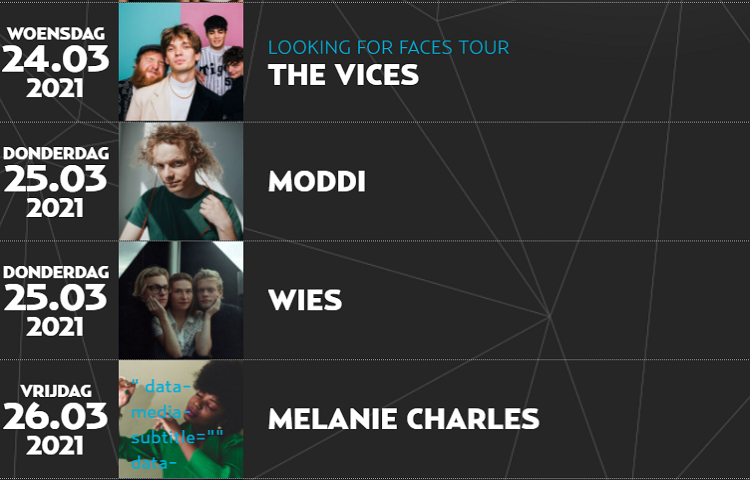 WOENSDAG
24.03
2021
LOOKING FOR FACES TOUR
THE VICES
DONDERDAG
25.03
2021
MODDI
DONDERDAG
25.03
2021
WIES
VRIJDAG
26.03
2021
" data-
media-
subtitle=""
data-
MELANIE CHARLES